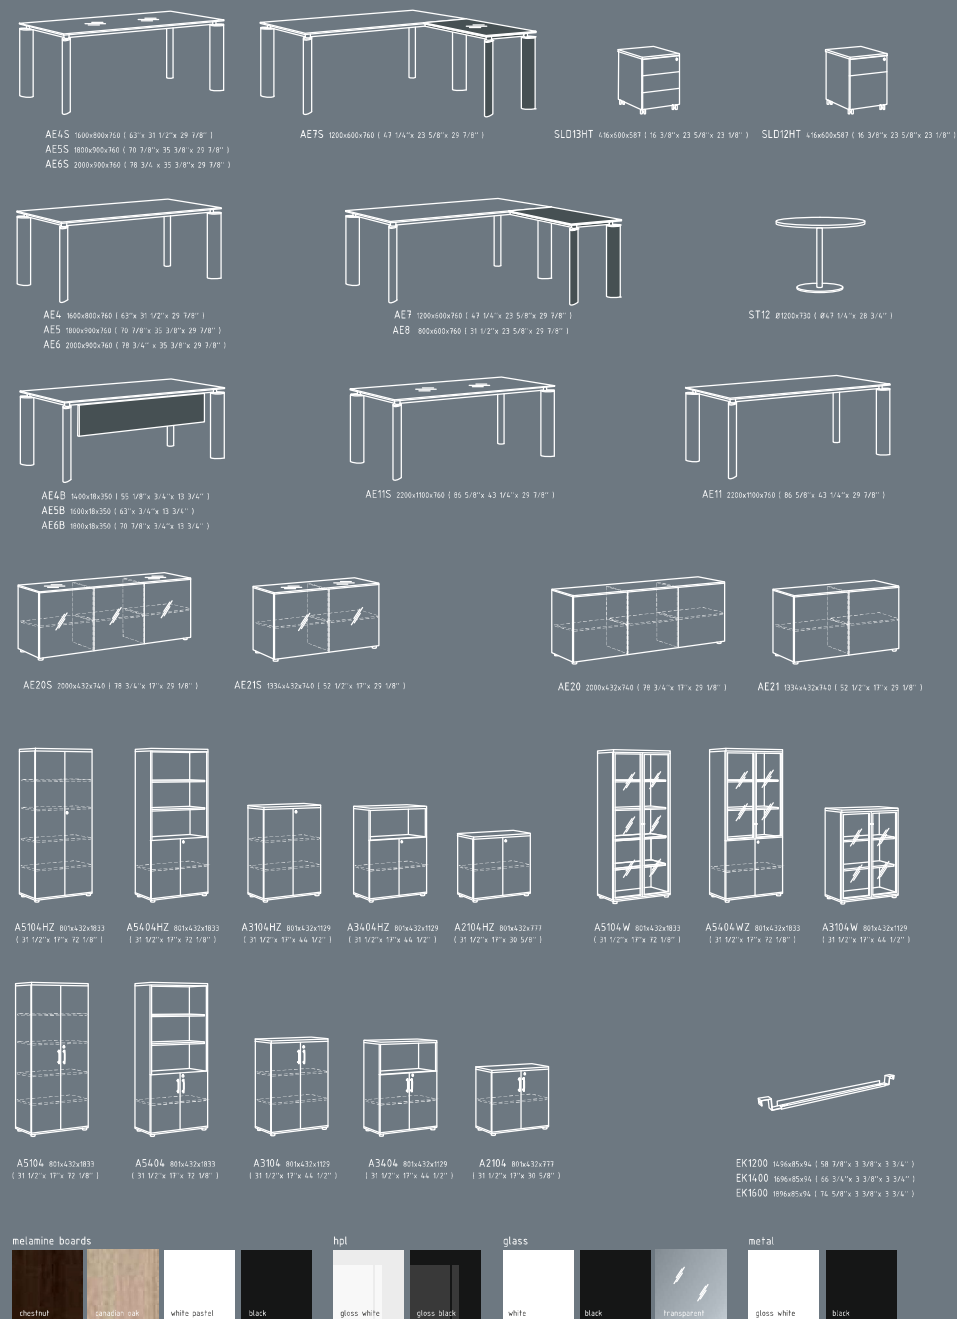 AE4S 1600x800x760 ( 63"x 31 1/2"x 29 7/8" )
AE5S 1800x900x760 ( 70 7/8"x 35 3/8"x 29 7/8" )
AE6S 2000x900x760 ( 78 3/4 x 35 3/8"x 29 7/8" )
AE7S 1200x600x760 ( 47 1/4"x 23 5/8"x 29 7/8" )
SLD13HT 416x600x587 ( 16 3/8"x 23 5/8"x 23 1/8" )
SLD12HT 416x600x587 ( 16 3/8"x 23 5/8"x 23 1/8" )
AE4 1600x800x760 ( 63"x 31 1/2"x 29 7/8" )
AE5 1800x900x760 ( 70 7/8"x 35 3/8"x 29 7/8" )
AE6 2000x900x760 ( 78 3/4" x 35 3/8"x 29 7/8" )
AE7 1200x600x760 ( 47 1/4"x 23 5/8"x 29 7/8" )
AE8 800x600x760 ( 31 1/2"x 23 5/8"x 29 7/8" )
ST12 Ø1200x730 ( Ø47 1/4"x 28 3/4" )
AE4B 1400x18x350 ( 55 1/8"x 3/4"x 13 3/4" )
AE5B 1600x18x350 ( 63"x 3/4"x 13 3/4" )
AE6B 1800x18x350 ( 70 7/8"x 3/4"x 13 3/4" )
AE11S 2200x1100x760 ( 86 5/8"x 43 1/4"x 29 7/8" )
AE11 2200x1100x760 ( 86 5/8"x 43 1/4"x 29 7/8" )
AE20S 2000x432x740 ( 78 3/4"x 17"x 29 1/8" )
AE21S 1334x432x740 ( 52 1/2"x 17"x 29 1/8" )
AE20 2000x432x740 ( 78 3/4"x 17"x 29 1/8" )
AE21 1334x432x740 ( 52 1/2"x 17"x 29 1/8" )
A5104HZ 801x432x1833
( 31 1/2"x 17"x 72 1/8" )
A5404HZ 801x432x1833
( 31 1/2"x 17"x 72 1/8" )
A3104HZ 801x432x1129
( 31 1/2"x 17"x 44 1/2" )
A3404HZ 801x432x1129
( 31 1/2"x 17"x 44 1/2" )
A2104HZ 801x432x777
( 31 1/2"x 17"x 30 5/8" )
A5104W 801x432x1833
( 31 1/2"x 17"x 72 1/8" )
A5404WZ 801x432x1833
( 31 1/2"x 17"x 72 1/8" )
A3104W 801x432x1129
( 31 1/2"x 17"x 44 1/2" )
A5104 801x432x1833
( 31 1/2"x 17"x 72 1/8" )
A5404 801x432x1833
( 31 1/2"x 17"x 72 1/8" )
A3104 801x432x1129
( 31 1/2"x 17"x 44 1/2" )
A3404 801x432x1129
( 31 1/2"x 17"x 44 1/2" )
A2104 801x432x777
( 31 1/2"x 17"x 30 5/8" )
EK1200 1496x85x94 ( 58 7/8"x 3 3/8"x 3 3/4" )
EK1400 1696x85x94 ( 66 3/4"x 3 3/8"x 3 3/4" )
EK1600 1896x85x94 ( 74 5/8"x 3 3/8"x 3 3/4" )
melamine boards
chestnut
canadian oak
white pastel
black
hpl
gloss white
gloss black
glass
white
black
transparent
metal
gloss white
black